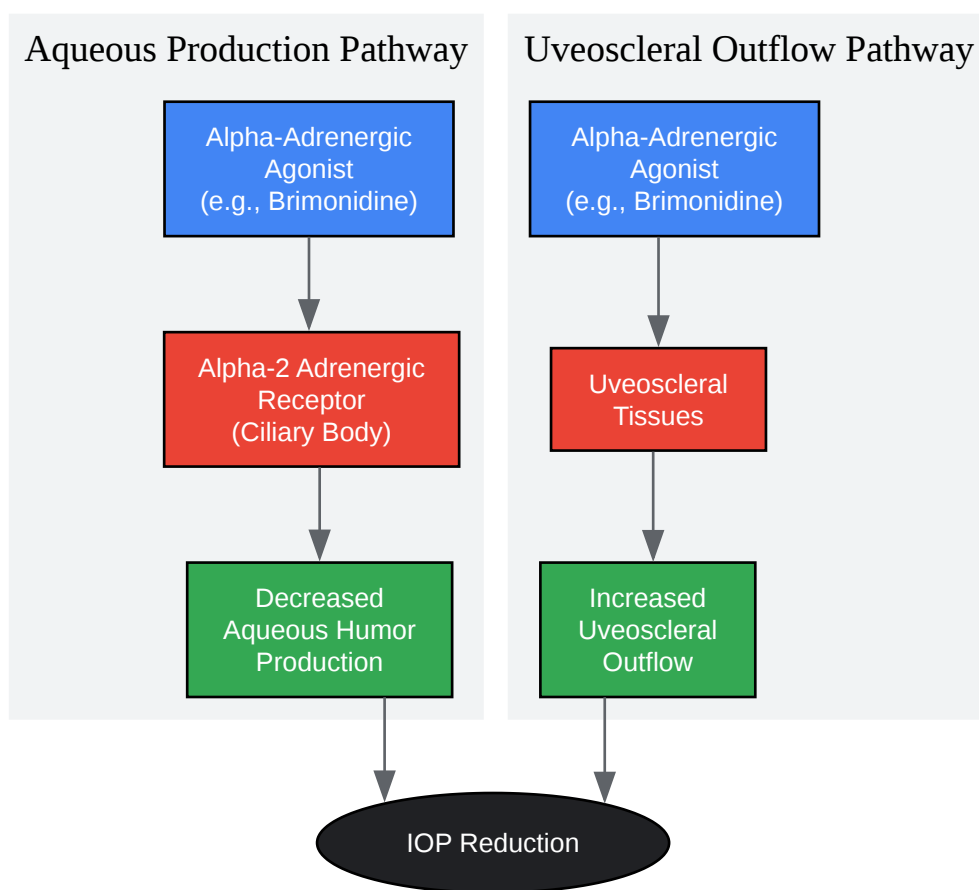 Aqueous Production Pathway
Alpha-Adrenergic
Agonist
(e.g., Brimonidine)
Alpha-2 Adrenergic
Receptor
(Ciliary Body)
Decreased
Aqueous Humor
Production
Uveoscleral Outflow Pathway
Alpha-Adrenergic
Agonist
(e.g., Brimonidine)
Uveoscleral
Tissues
Increased
Uveoscleral
Outflow
IOP Reduction